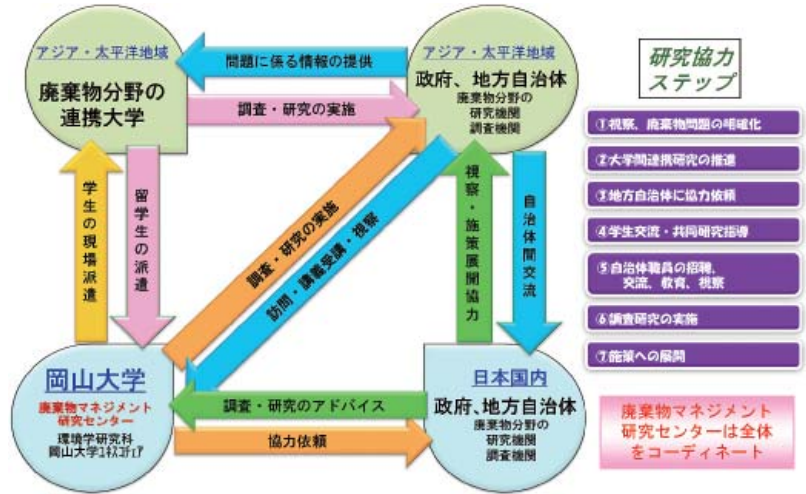 アジア・太平洋地域
廃棄物分野の
連携大学
問題に係る情報の提供
調査・研究の実施
アジア・太平洋地域
政府、地方自治体
廃棄物分野の
研究機関
調査機関
学生の現場派遣
留学生の派遣
調査・研究の実施
訪問・講義受講・視察
視察・施策展開協力
自治体間交流
岡山大学
廃棄物マネジメント
研究センター
環境学研究科
岡山大学ユネスコチェア
調査・研究のアドバイス
協力依頼
日本国内
政府、地方自治体
廃棄物分野の
研究機関
調査機関
研究協力
ステップ
①視察、廃棄物問題の明確化
②大学間連携研究の推進
③地方自治体に協力依頼
④学生交流・共同研究指導
⑤自治体職員の招聘、
交流、教育、視察
⑥調査研究の実施
⑦施策への展開
廃棄物マネジメント
研究センターは全体
をコーディネート